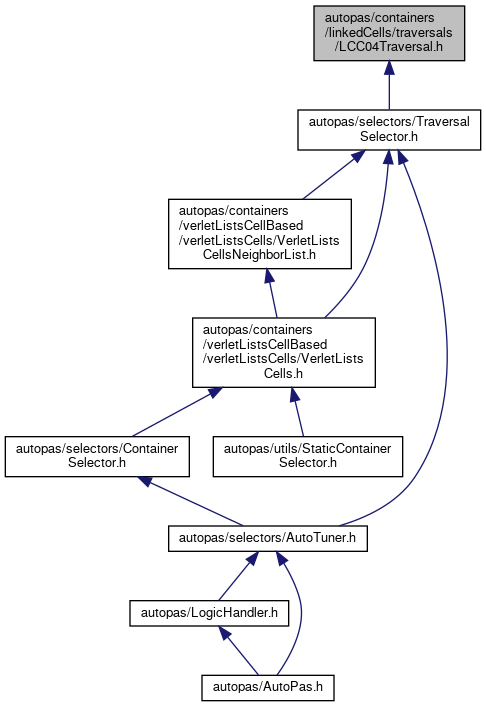 autopas/containers
/linkedCells/traversals
/LCC04Traversal.h
autopas/selectors/Traversal
Selector.h
autopas/containers
/verletListsCellBased
/verletListsCells/VerletLists
CellsNeighborList.h
autopas/containers
/verletListsCellBased
/verletListsCells/VerletLists
Cells.h
autopas/selectors/Container
Selector.h
autopas/utils/StaticContainer
Selector.h
autopas/selectors/AutoTuner.h
autopas/LogicHandler.h
autopas/AutoPas.h